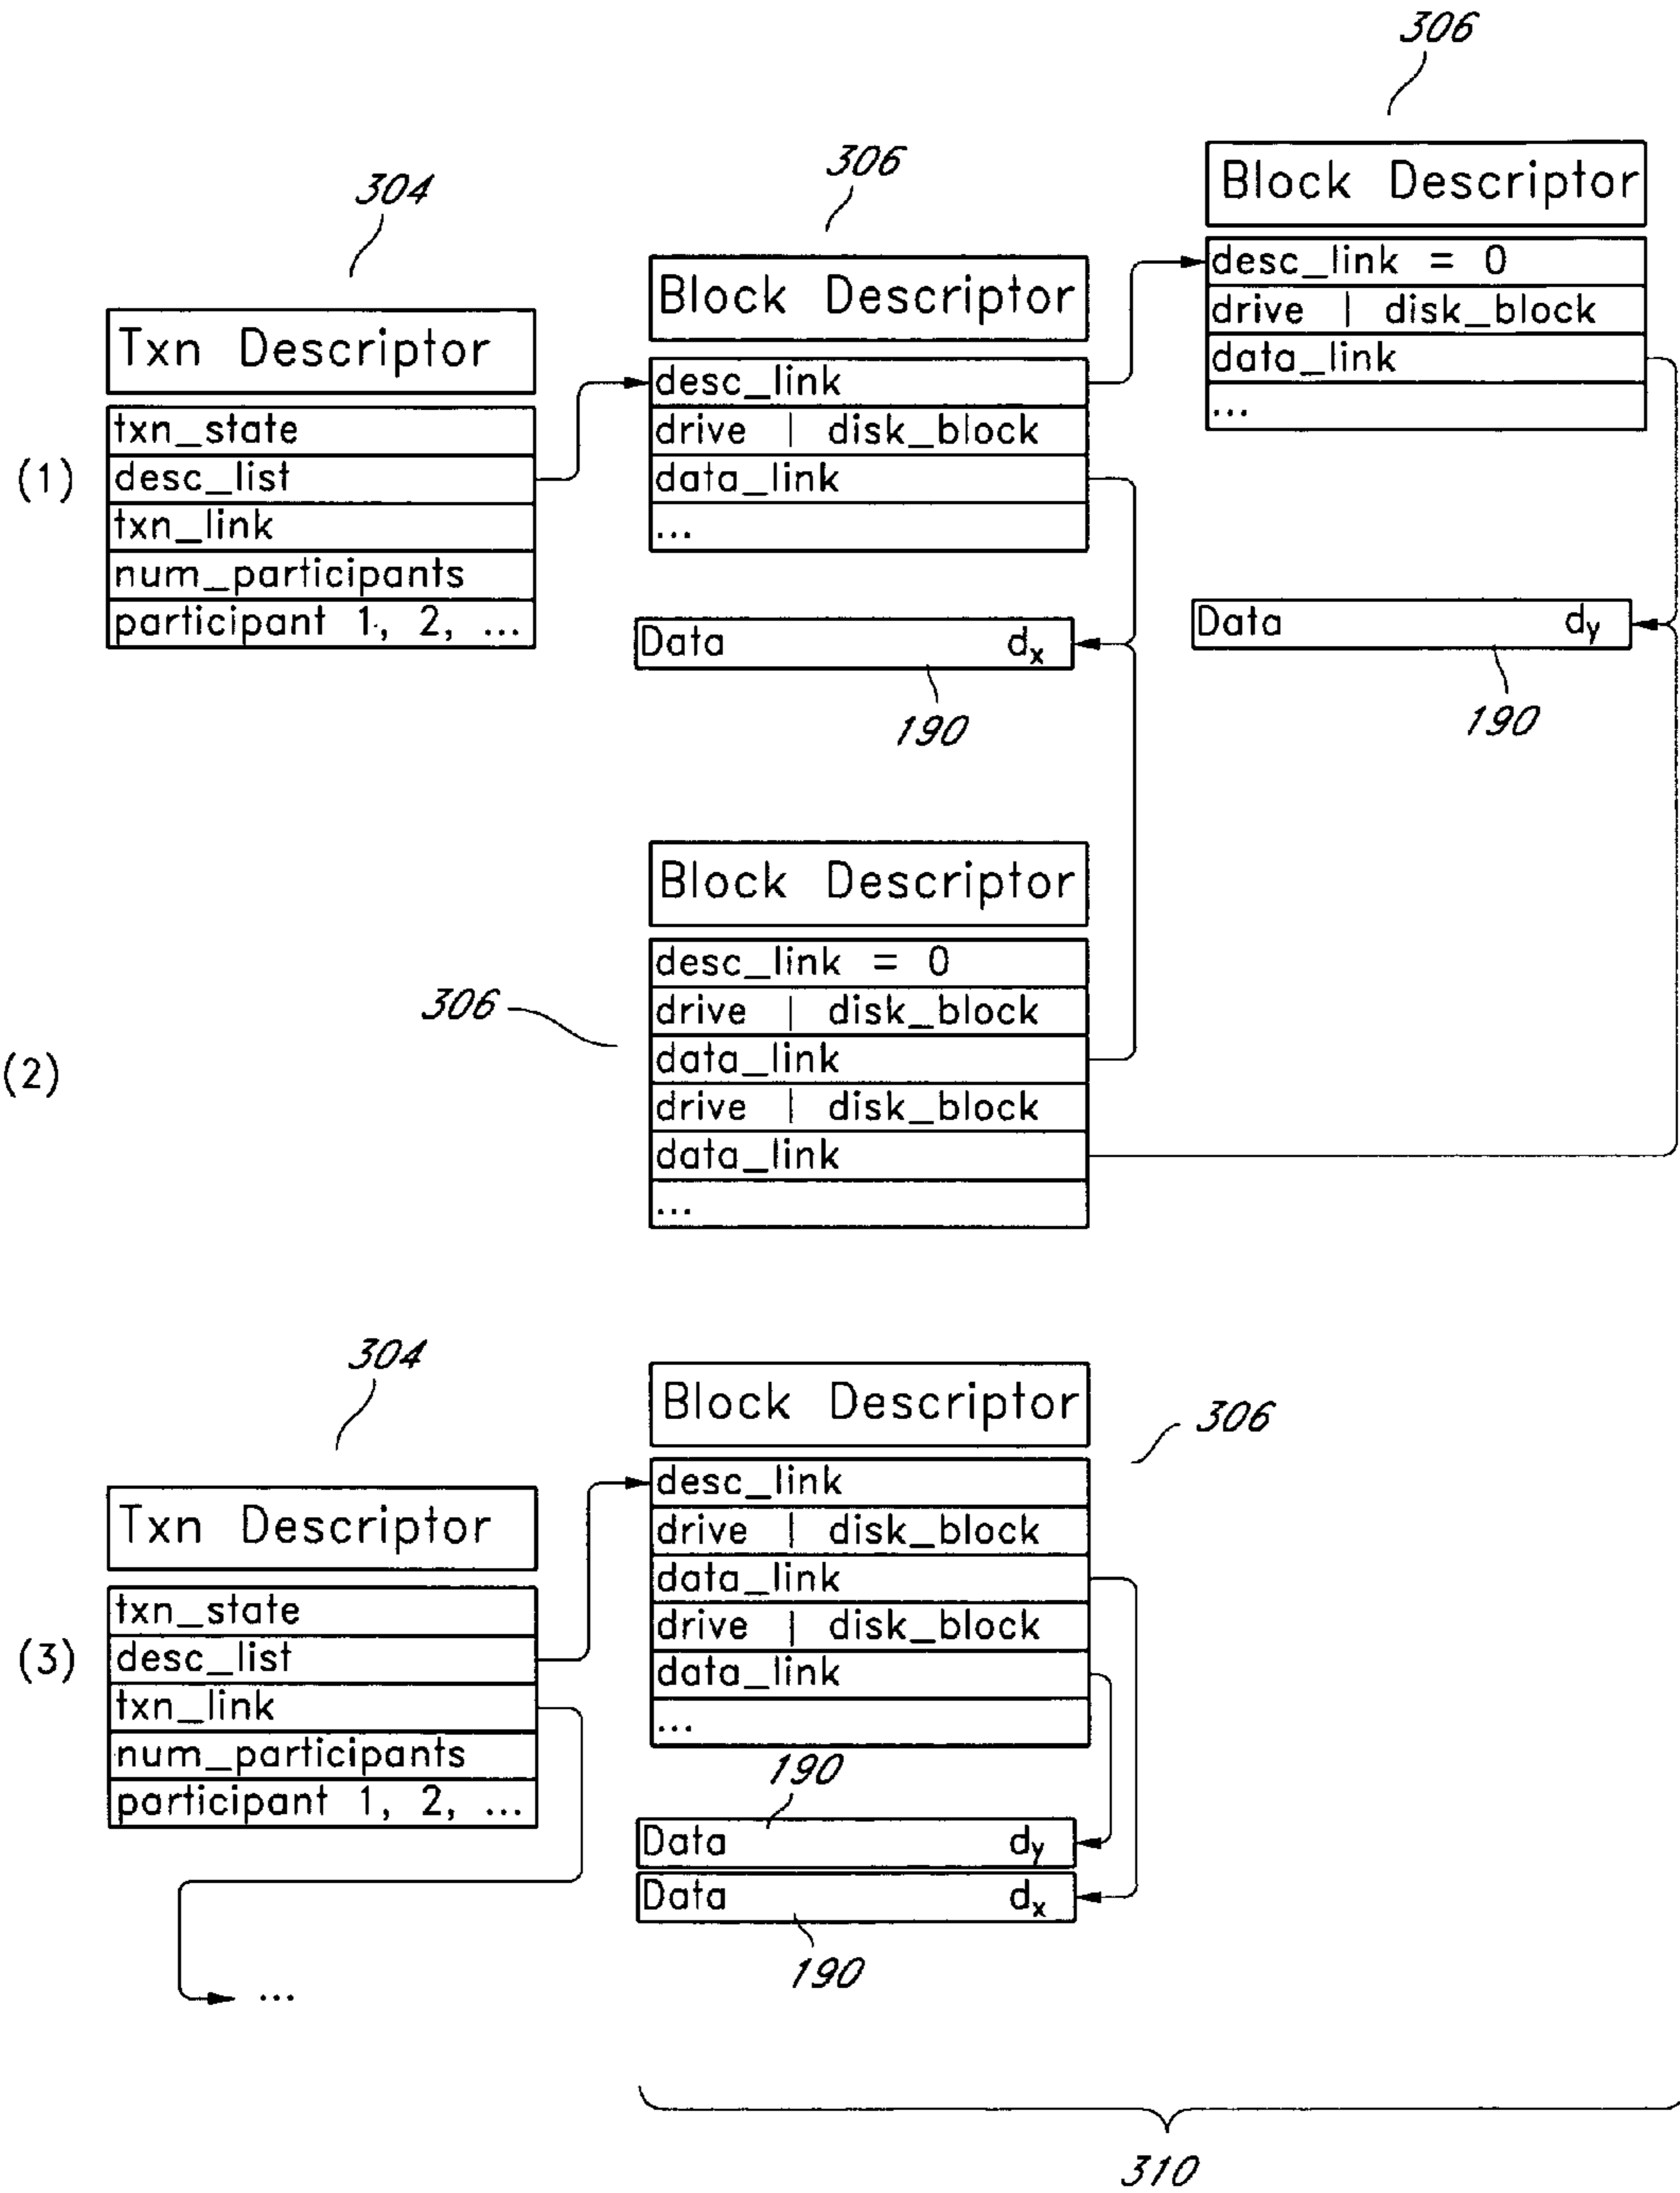 306
306
304
Block Descriptor
desc_link = 0
drive | disk_block
data_link
...
Block Descriptor
desc_link
drive | disk_block
data_link
...
Txn Descriptor
(1)
txn_state
desc_list
txn_link
num_participants
participant 1, 2, ...
Data dx
190
Data dy
190
(2)
306
Block Descriptor
desc_link = 0
drive | disk_block
data_link
drive | disk_block
data_link
...
304
306
Txn Descriptor
(3)
txn_state
desc_list
txn_link
num_participants
participant 1, 2, ...
...
Block Descriptor
desc_link
drive | disk_block
data_link
drive | disk_block
data_link
...
190
Data dy
Data dx
190
310